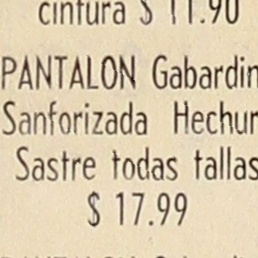 cintura $ 11.90
PANTALON Gabardin
Sanforizada Hechur
Sastre todas tallas
$ 17.99